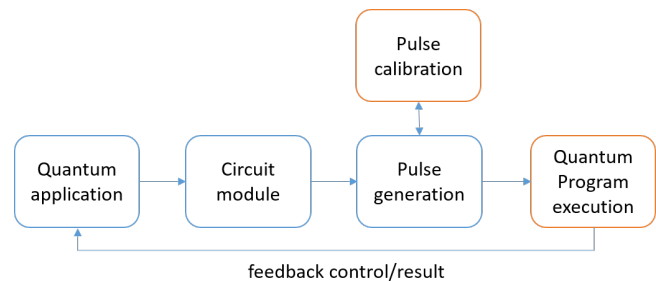 Pulse
calibration
Quantum
application
Circuit
module
Pulse
generation
Quantum
Program
execution
feedback control/result